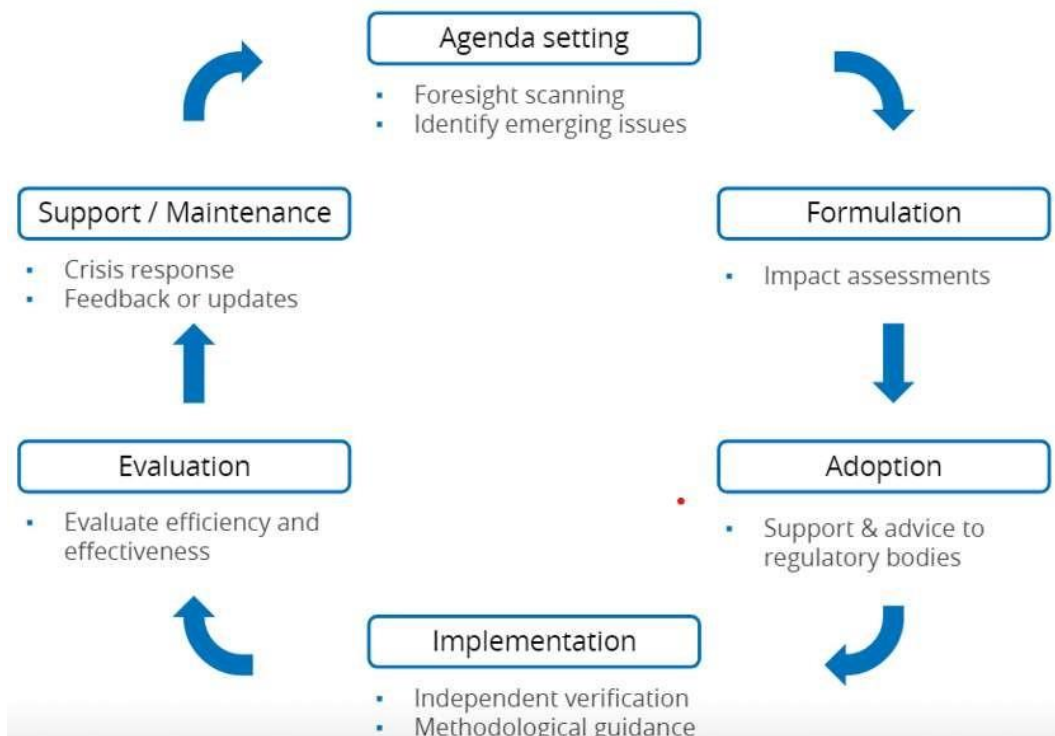 Agenda setting
▪ Foresight scanning
▪ Identify emerging issues
Formulation
▪ Impact assessments
Adoption
▪ Support & advice to
regulatory bodies
Implementation
▪ Independent verification
▪ Methodological guidance
Evaluation
▪ Evaluate efficiency and
effectiveness
Support / Maintenance
▪ Crisis response
▪ Feedback or updates